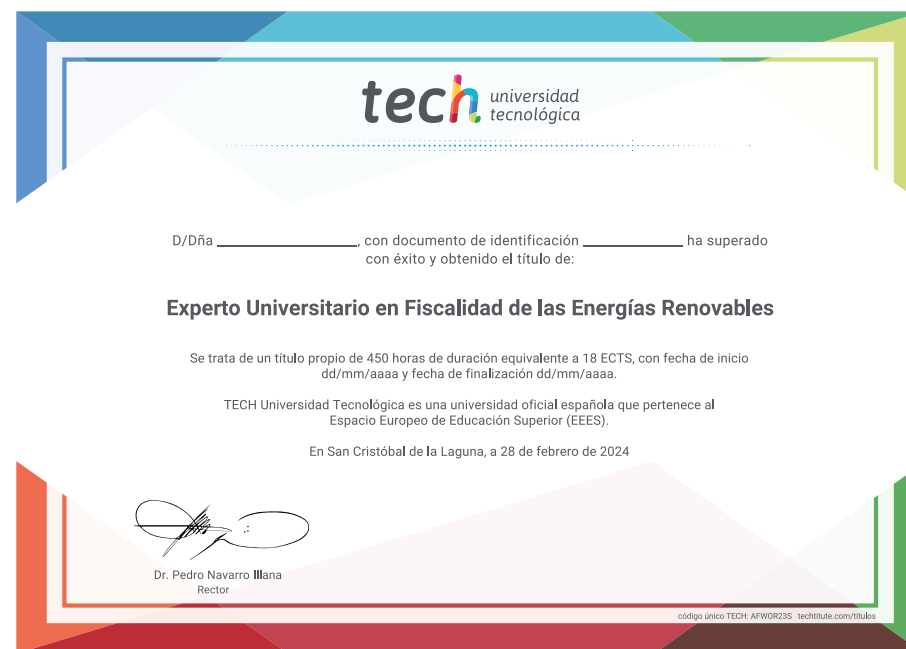 tech universidad
tecnológica
D/Dña ____________________, con documento de identificación ______________ ha superado
con éxito y obtenido el título de:
Experto Universitario en Fiscalidad de las Energías Renovables
Se trata de un título propio de 450 horas de duración equivalente a 18 ECTS, con fecha de inicio
dd/mm/aaaa y fecha de finalización dd/mm/aaaa.
TECH Universidad Tecnológica es una universidad oficial española que pertenece al
Espacio Europeo de Educación Superior (EEES).
En San Cristóbal de la Laguna, a 28 de febrero de 2024
Dr. Pedro Navarro Illana
Rector
código único TECH: AFWOR23S techtitute.com/titulos